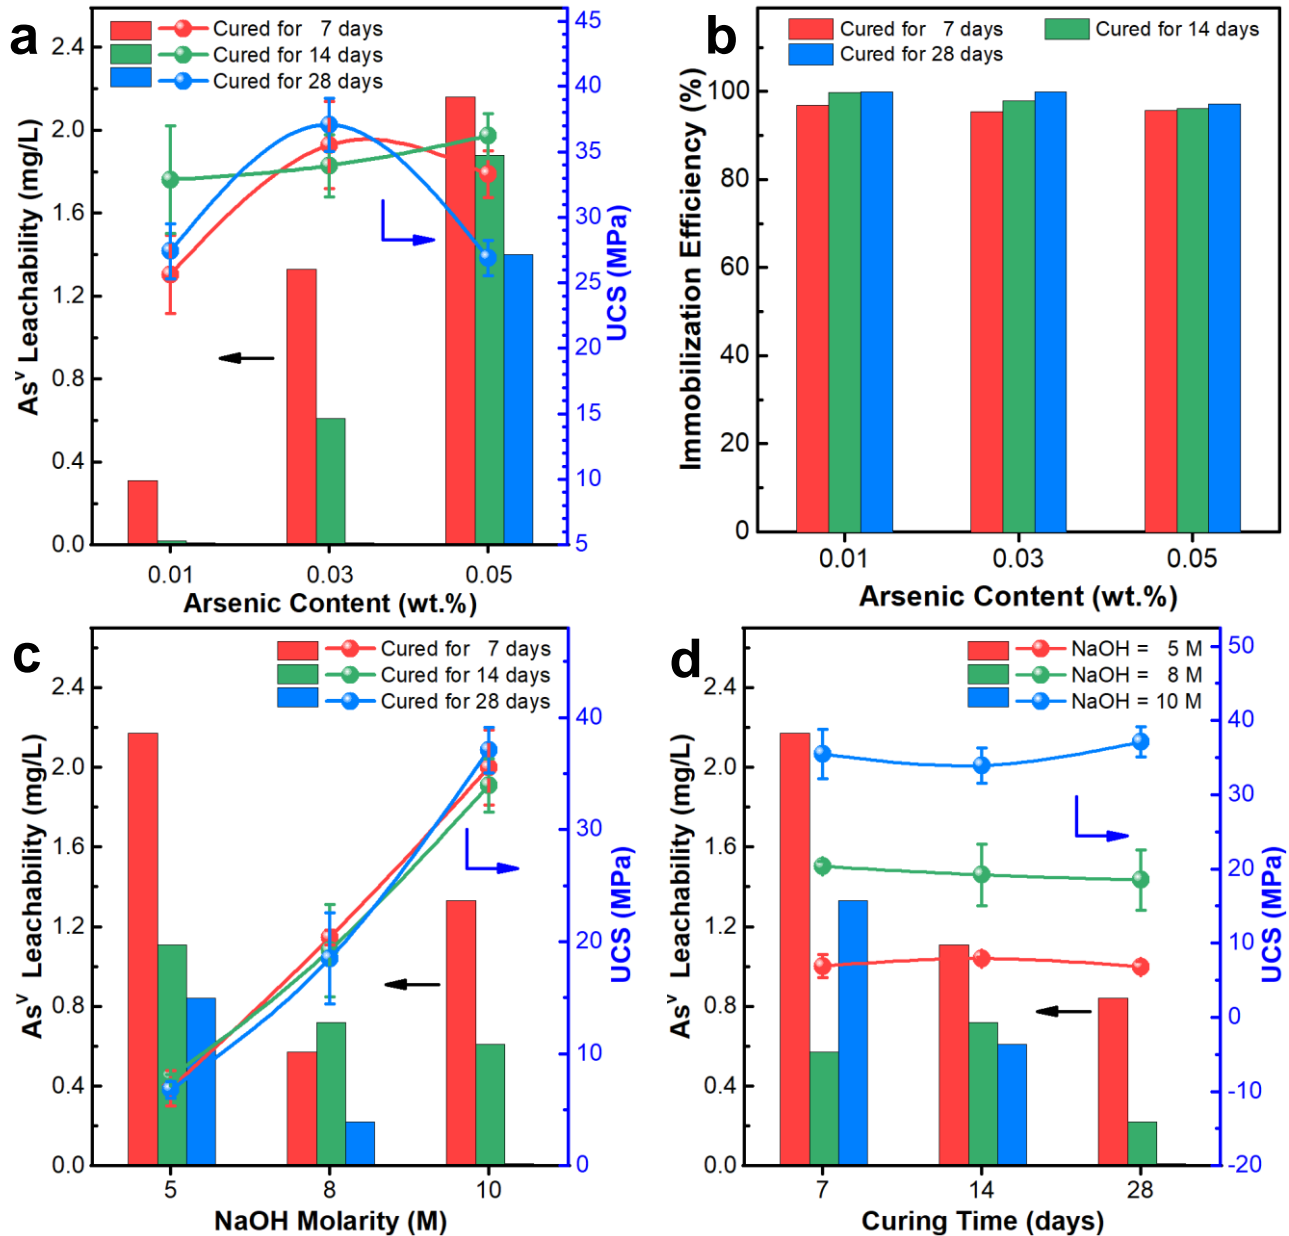 a
Cured for 7 days
Cured for 14 days
Cured for 28 days
2.4
2.0
1.6
1.2
0.8
0.4
0.0
As^v Leachability (mg/L)
45
40
35
30
25
20
15
10
5
UCS (MPa)
0.01 0.03 0.05
Arsenic Content (wt.%)
b
Cured for 7 days
Cured for 14 days
Cured for 28 days
100
80
60
40
20
0
Immobilization Efficiency (%)
0.01 0.03 0.05
Arsenic Content (wt.%)
c
Cured for 7 days
Cured for 14 days
Cured for 28 days
2.4
2.0
1.6
1.2
0.8
0.4
0.0
As^v Leachability (mg/L)
40
30
20
10
0
UCS (MPa)
5 8 10
NaOH Molarity (M)
d
NaOH = 5 M
NaOH = 8 M
NaOH = 10 M
2.4
2.0
1.6
1.2
0.8
0.4
0.0
As^v Leachability (mg/L)
50
40
30
20
10
0
-10
-20
UCS (MPa)
7 14 28
Curing Time (days)